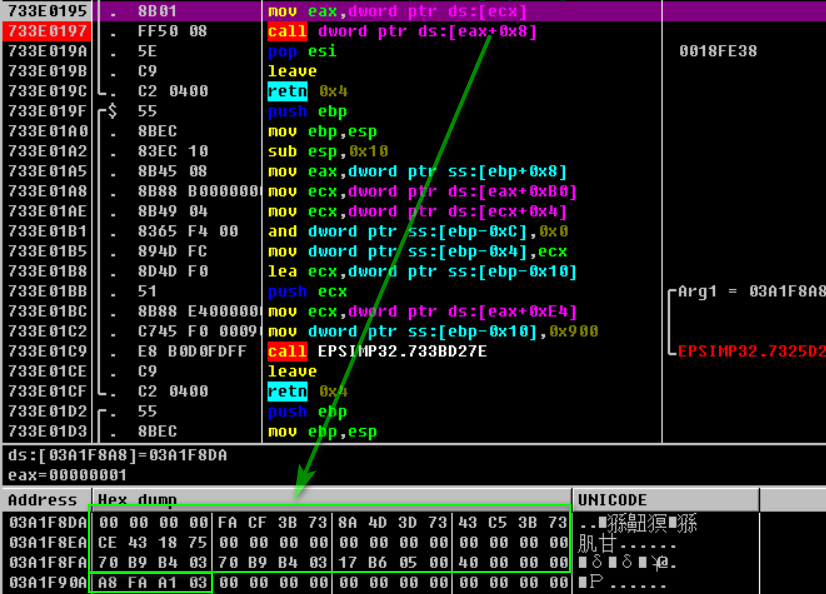 733E0195 . 8B01 mov eax,dword ptr ds:[ecx]
733E0197 . FF50 08 call dword ptr ds:[eax+0x8]
733E019A . 5E pop esi 0018FE38
733E019B . C9 leave
733E019C . C2 0400 retn 0x4
733E019F $ 55 push ebp
733E01A0 . 8BEC mov ebp,esp
733E01A2 . 83EC 10 sub esp,0x10
733E01A5 . 8B45 08 mov eax,dword ptr ss:[ebp+0x8]
733E01A8 . 8B88 B0000000 mov ecx,dword ptr ds:[eax+0xB0]
733E01AE . 8B49 04 mov ecx,dword ptr ds:[ecx+0x4]
733E01B1 . 8365 F4 00 and dword ptr ss:[ebp-0xC],0x0
733E01B5 . 894D FC mov dword ptr ss:[ebp-0x4],ecx
733E01B8 . 8D4D F0 lea ecx,dword ptr ss:[ebp-0x10]
733E01BB . 51 push ecx Arg1 = 03A1F8A8
733E01BC . 8B88 E400000 mov ecx,dword ptr ds:[eax+0xE4]
733E01C2 . C745 F0 0009 mov dword ptr ss:[ebp-0x10],0x900
733E01C9 . E8 B0D0FDFF call EPSIMP32.733BD27E EPSIMP32.7325D2
733E01CE . C9 leave
733E01CF . C2 0400 retn 0x4
733E01D2 . 55 push ebp
733E01D3 . 8BEC mov ebp,esp
ds:[03A1F8A8]=03A1F8DA
eax=00000001
Address Hex dump UNICODE
03A1F8DA 00 00 00 00 FA CF 3B 73 8A 4D 3D 73 43 C5 3B 73
03A1F8EA CE 43 18 75 00 00 00 00 00 00 00 00 00 00 00 00
03A1F8FA 70 B9 B4 03 70 B9 B4 03 17 B6 05 00 40 00 00 00
03A1F90A A8 FA A1 03 00 00 00 00 00 00 00 00 00 00 00 00